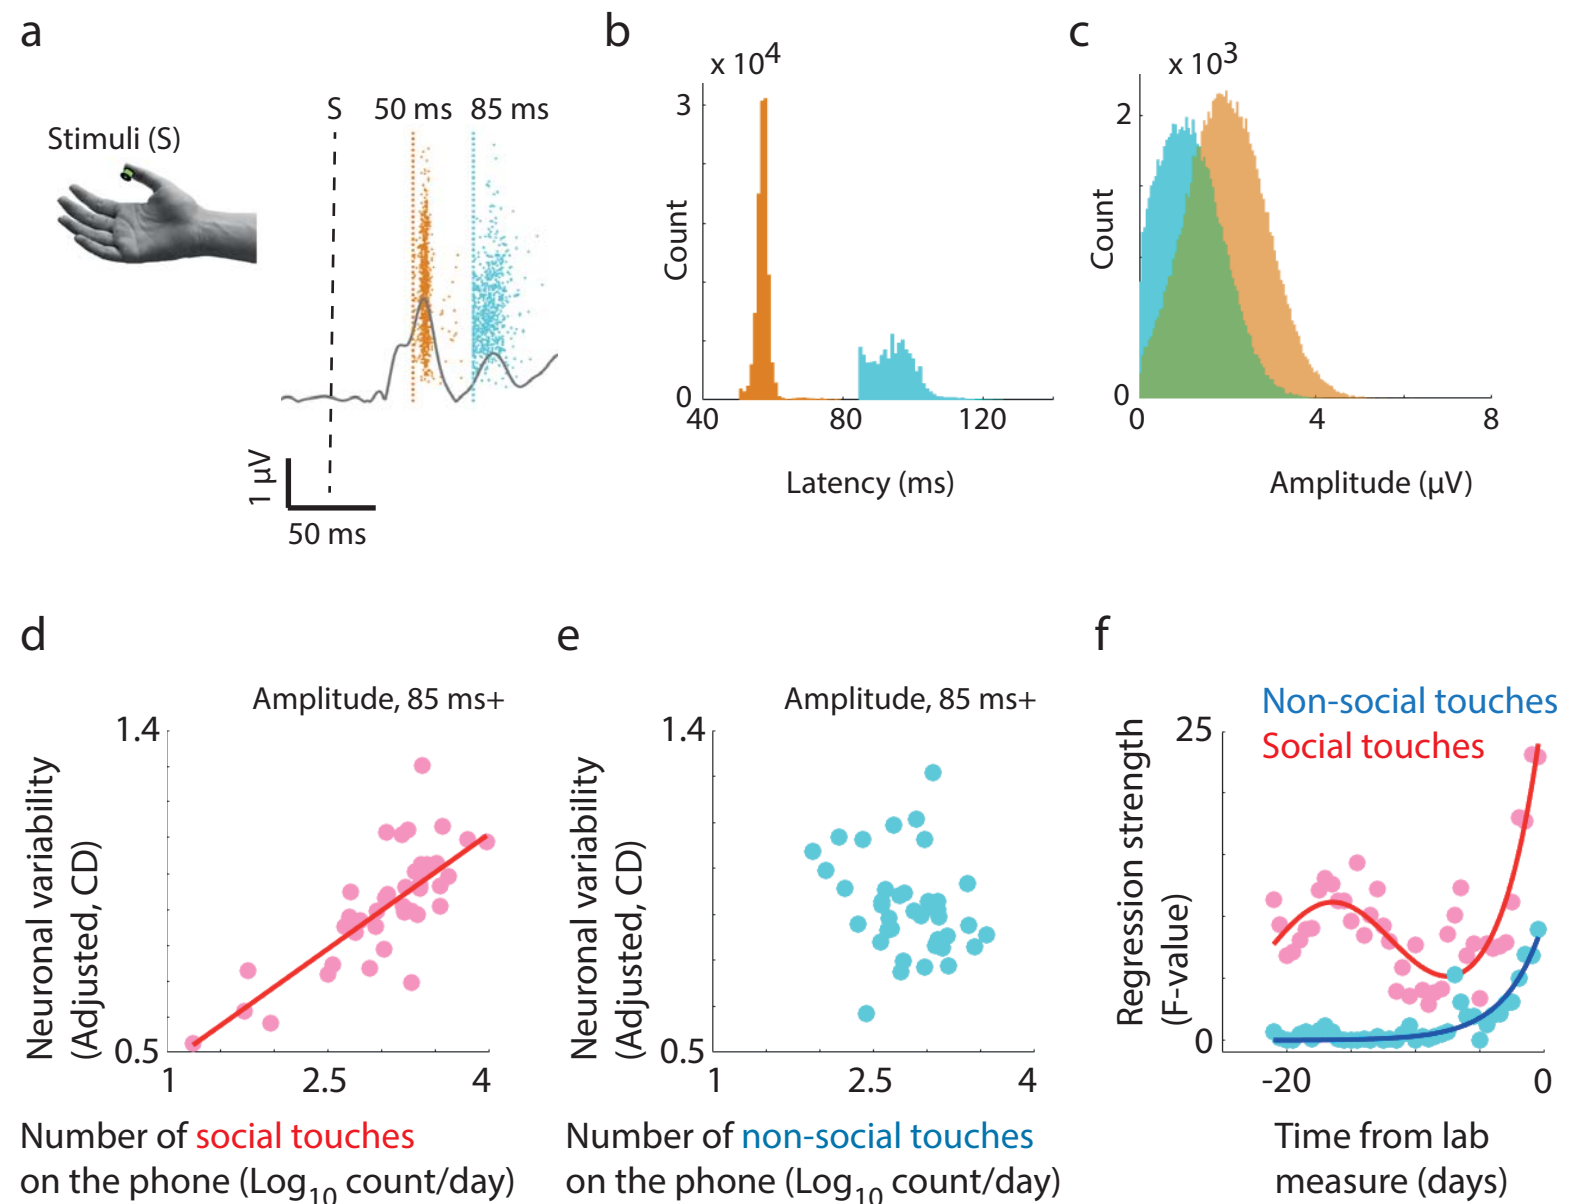 a
Stimuli (S)
S 50 ms 85 ms
1 µV
50 ms
b
x 10⁴
3
0
Count
40 80 120
Latency (ms)
c
x 10³
2
0
Count
0 4 8
Amplitude (µV)
d
Amplitude, 85 ms+
1.4
0.5
Neuronal variability
(Adjusted, CD)
1 2.5 4
Number of social touches
on the phone (Log₁₀ count/day)
e
Amplitude, 85 ms+
1.4
0.5
Neuronal variability
(Adjusted, CD)
1 2.5 4
Number of non-social touches
on the phone (Log₁₀ count/day)
f
Non-social touches
Social touches
25
0
Regression strength
(F-value)
-20 0
Time from lab
measure (days)